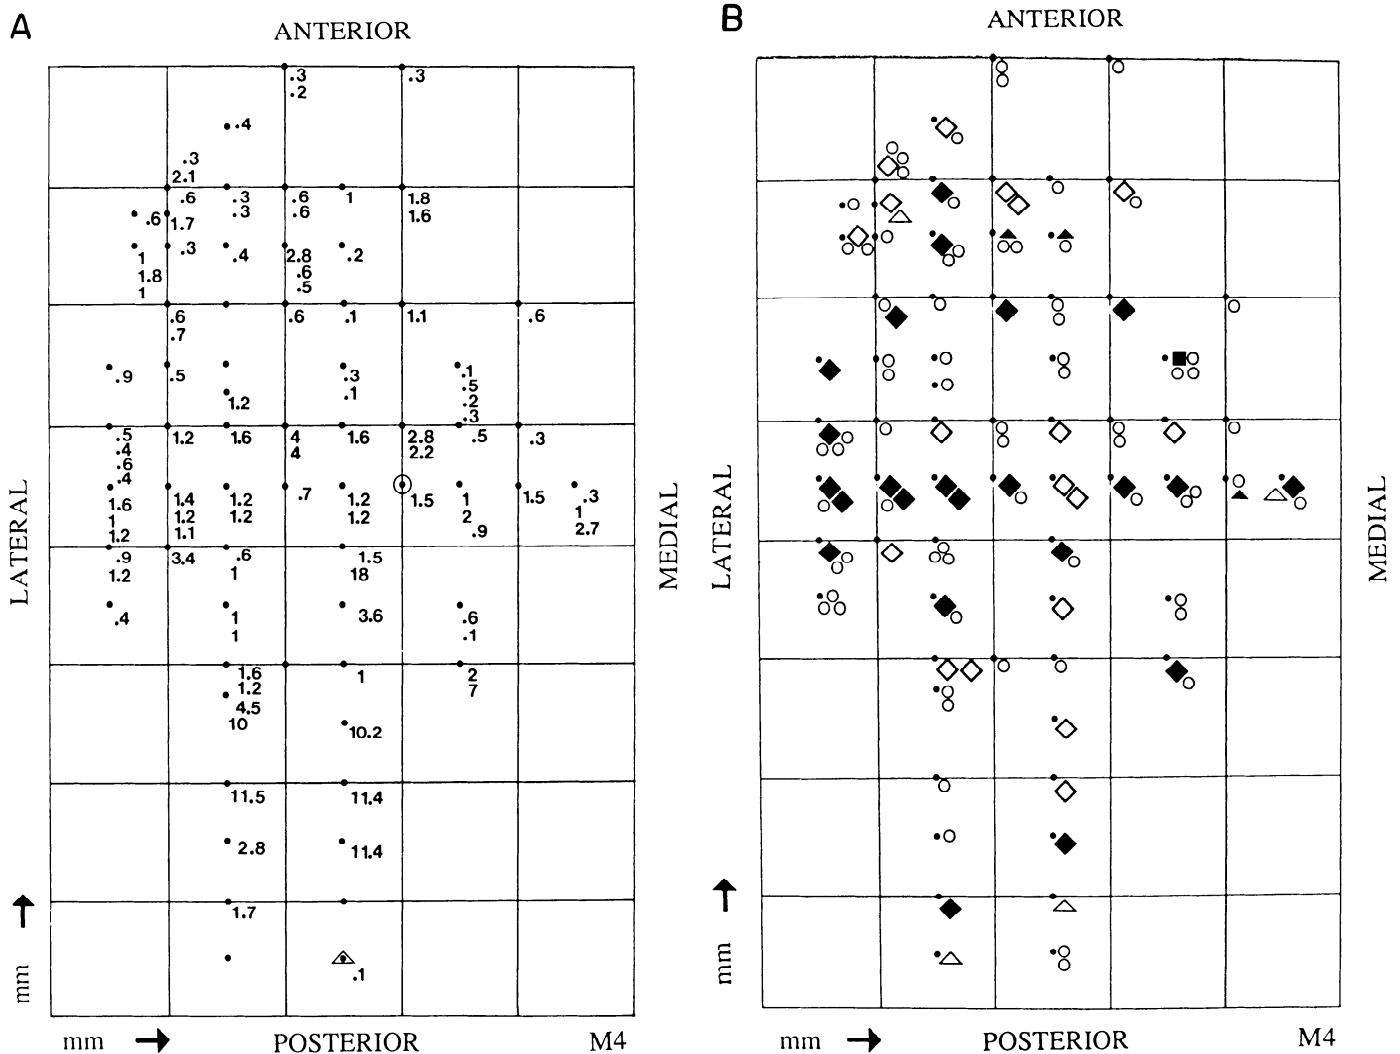 A
ANTERIOR
.3 .3
.2
.4
.3
2.1
.6 .3 .6 1 1.8
.6 1.7 .3 .6 1.6
.3 .4 2.8 .2
1 .6
1.8 .5
1
.6 .6 .1 1.1 .6
.7
.9 .5 .3 .1
1.2 .1 .5
.2
.3
.5 1.2 1.6 4 1.6 2.8 .5 .3
.4 4 2.2
.6
.4
1.6 1.4 1.2 .7 1.2 1.5 1 1.5 .3
1 1.2 1.2 1.2 2 1
1.2 1.1 .9 2.7
.9 3.4 .6 1.5
1.2 1 18
.4 1 3.6 .6
1 .1
1.6 1 2
1.2 7
4.5
10 10.2
11.5 11.4
2.8 11.4
1.7
.1
LATERAL
MEDIAL
mm
mm
POSTERIOR
M4
B
ANTERIOR
LATERAL
MEDIAL
mm
mm
POSTERIOR
M4